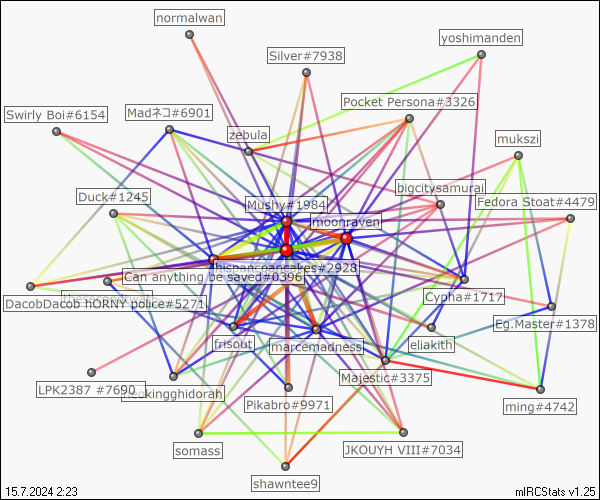 normalwan
yoshimanden
Silver#7938
Pocket Persona#3326
Swirly Boi#6154
Madネコ#6901
zebula
mukszi
bigcitysamurai
Duck#1245
Mushy#1984
Fedora Stoat#4479
moonraven
hispancpancakes#2928
Can anything be saved#0396
DacobDacob hORNY police#5271
Cypha#1717
Eg.Master#1378
frisout
marcemadness
eliakith
Majestic#3375
LPK2387 #7690
neokingghidorah
Pikabro#9971
ming#4742
somass
JKOUYH VIII#7034
shawntee9
15.7.2024 2:23
mIRCStats v1.25